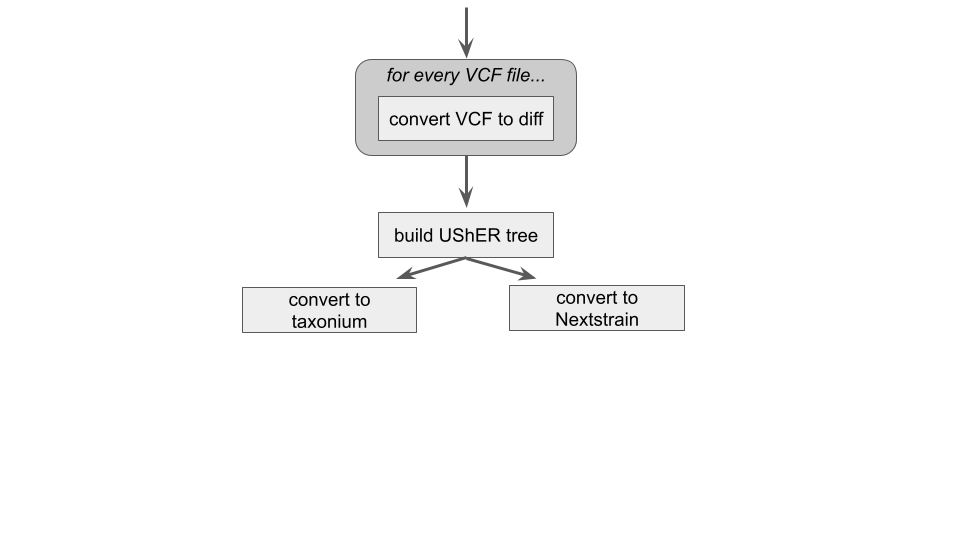 for every VCF file...
convert VCF to diff
build UShER tree
convert to
taxonium
convert to
Nextstrain